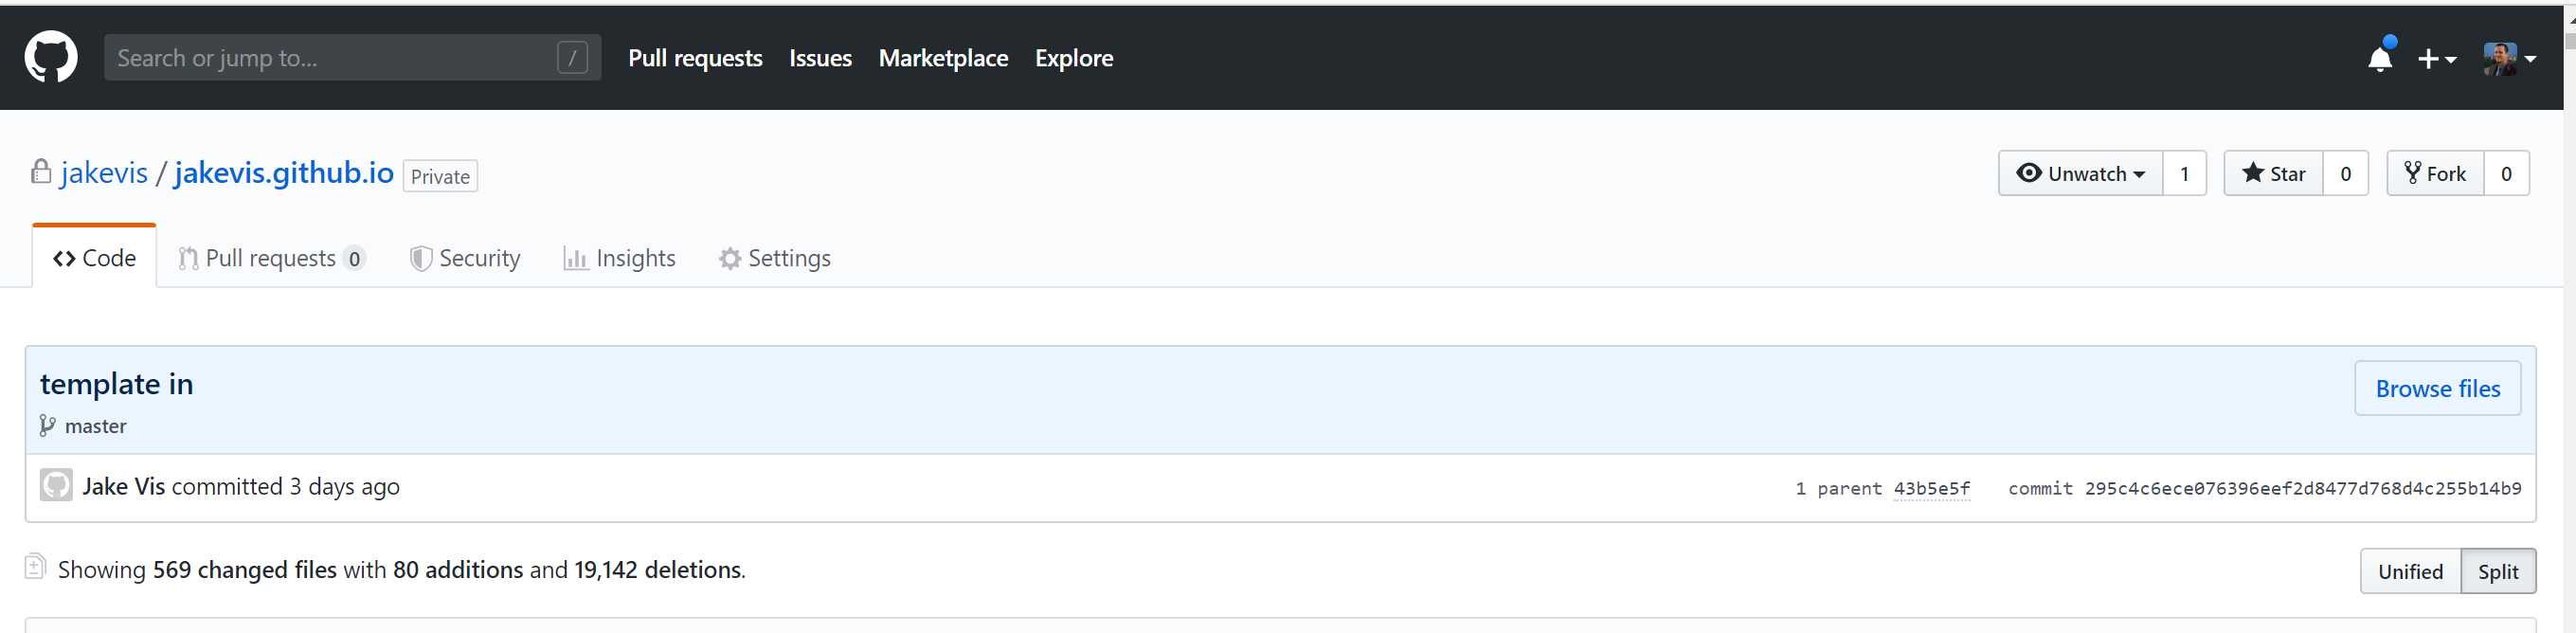 Search or jump to... /
Pull requests Issues Marketplace Explore
jakevis / jakevis.github.io Private
Unwatch 1 Star 0 Fork 0
Code Pull requests 0 Security Insights Settings
template in
Browse files
master
Jake Vis committed 3 days ago
1 parent 43b5e5f commit 295c4c6ece076396eef2d8477d768d4c255b14b9
Showing 569 changed files with 80 additions and 19,142 deletions.
Unified Split